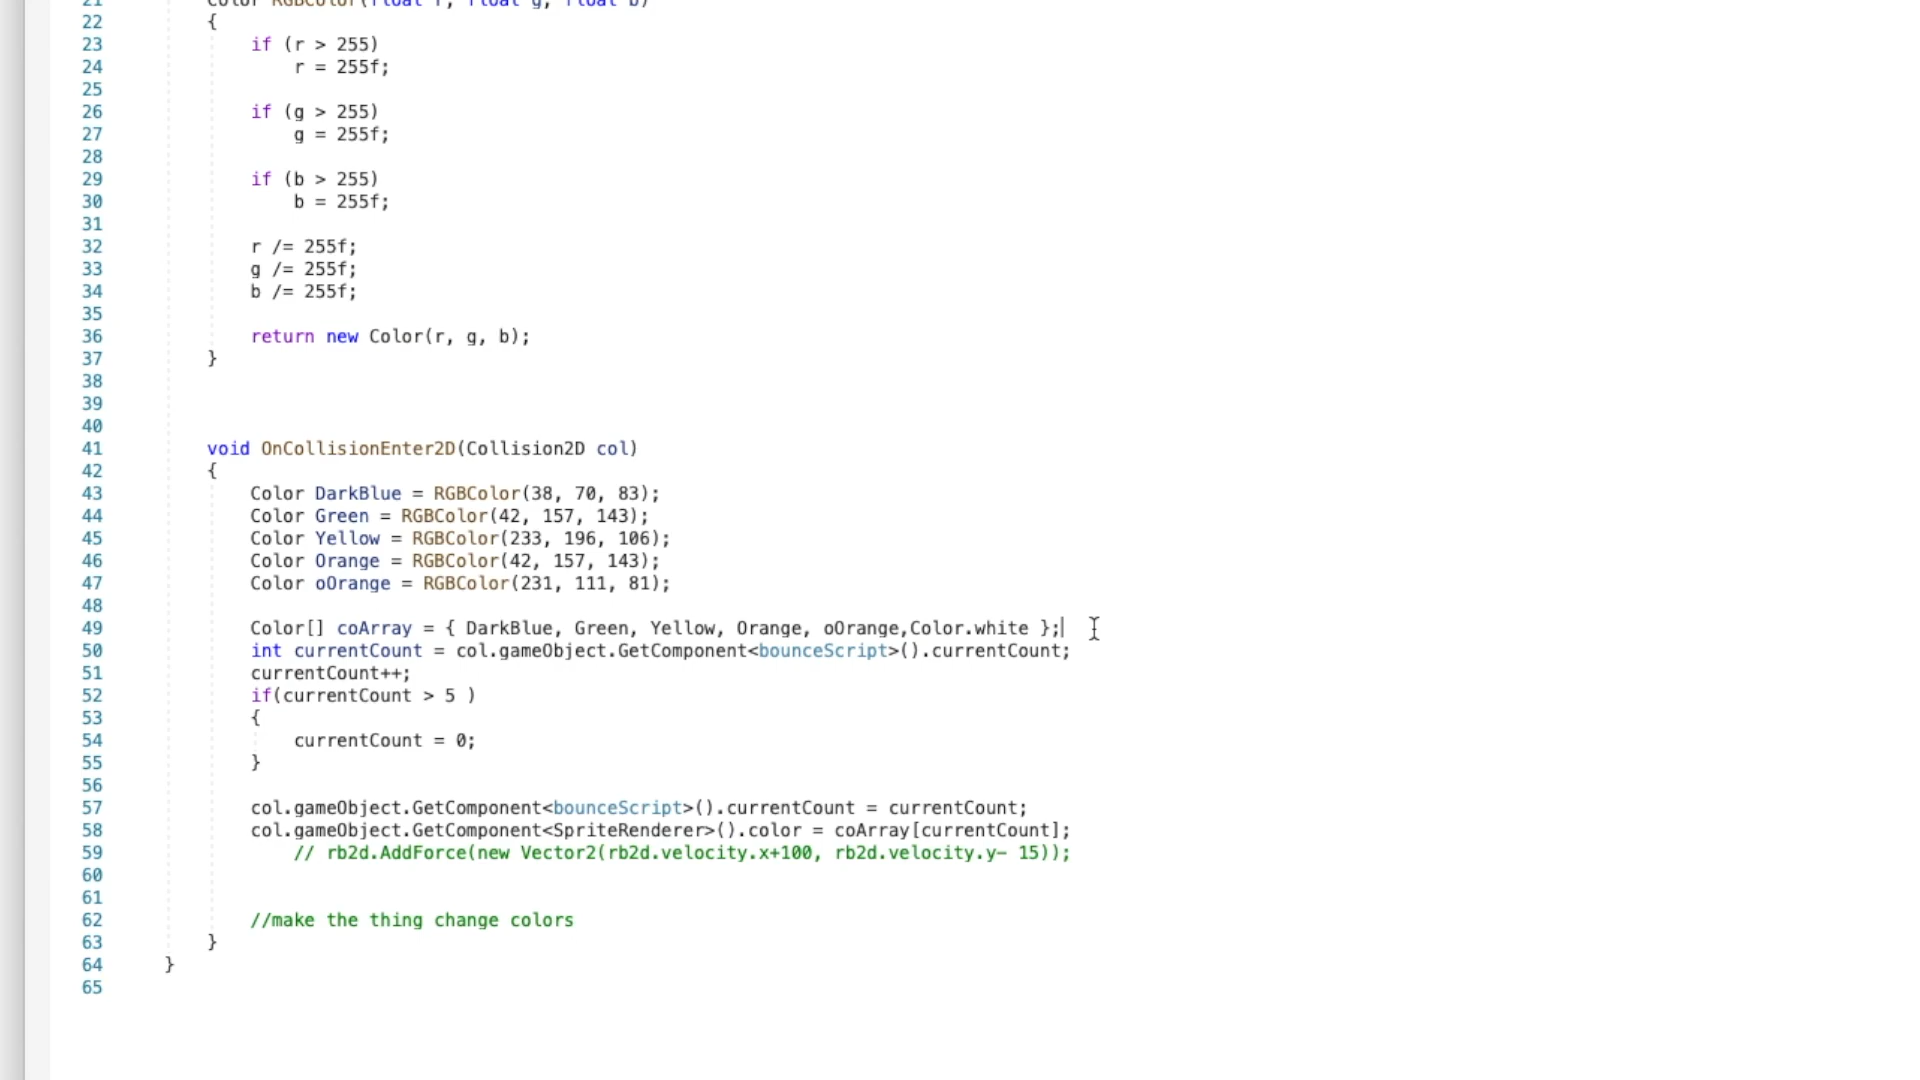 21 Color RGBColor(float r, float g, float b)
22 {
23 if (r > 255)
24 r = 255f;
25
26 if (g > 255)
27 g = 255f;
28
29 if (b > 255)
30 b = 255f;
31
32 r /= 255f;
33 g /= 255f;
34 b /= 255f;
35
36 return new Color(r, g, b);
37 }
38
39
40
41 void OnCollisionEnter2D(Collision2D col)
42 {
43 Color DarkBlue = RGBColor(38, 70, 83);
44 Color Green = RGBColor(42, 157, 143);
45 Color Yellow = RGBColor(233, 196, 106);
46 Color Orange = RGBColor(42, 157, 143);
47 Color oOrange = RGBColor(231, 111, 81);
48
49 Color[] coArray = { DarkBlue, Green, Yellow, Orange, oOrange,Color.white };
50 int currentCount = col.gameObject.GetComponent<bounceScript>().currentCount;
51 currentCount++;
52 if(currentCount > 5 )
53 {
54 currentCount = 0;
55 }
56
57 col.gameObject.GetComponent<bounceScript>().currentCount = currentCount;
58 col.gameObject.GetComponent<SpriteRenderer>().color = coArray[currentCount];
59 // rb2d.AddForce(new Vector2(rb2d.velocity.x+100, rb2d.velocity.y- 15));
60
61
62 //make the thing change colors
63 }
64 }
65